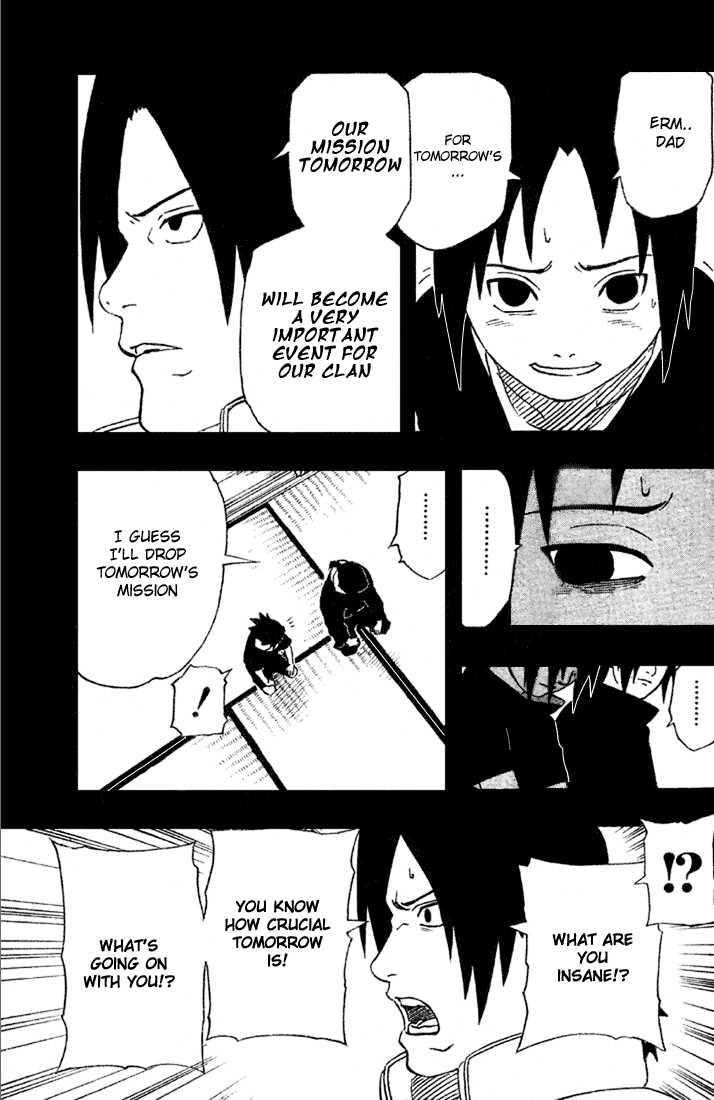 ERM..
DAD
FOR
TOMORROW'S
...
OUR
MISSION
TOMORROW
WILL BECOME
A VERY
IMPORTANT
EVENT FOR
OUR CLAN
.........
.........
.........
I GUESS
I'LL DROP
TOMORROW'S
MISSION
!
!?
WHAT ARE
YOU
INSANE!?
YOU KNOW
HOW CRUCIAL
TOMORROW
IS!
WHAT'S
GOING ON
WITH YOU!?